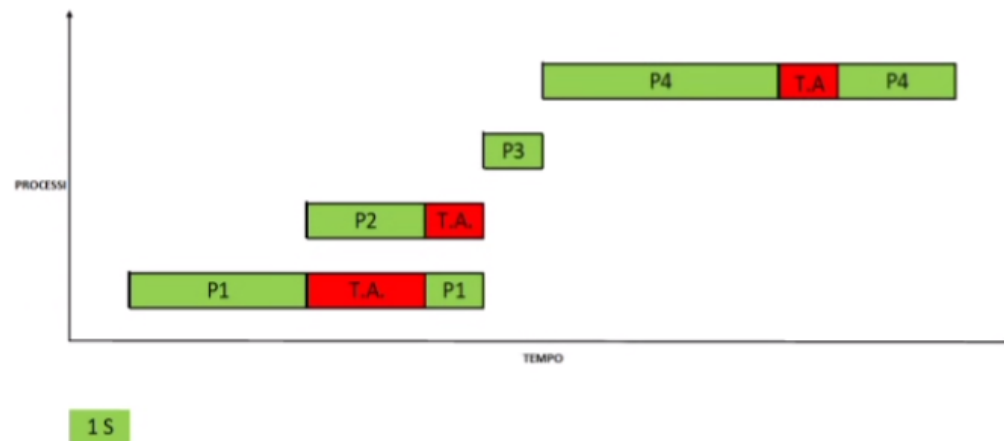 P4 T.A P4
P3
PROCESSI
P2 T.A.
P1 T.A. P1
TEMPO
1 S